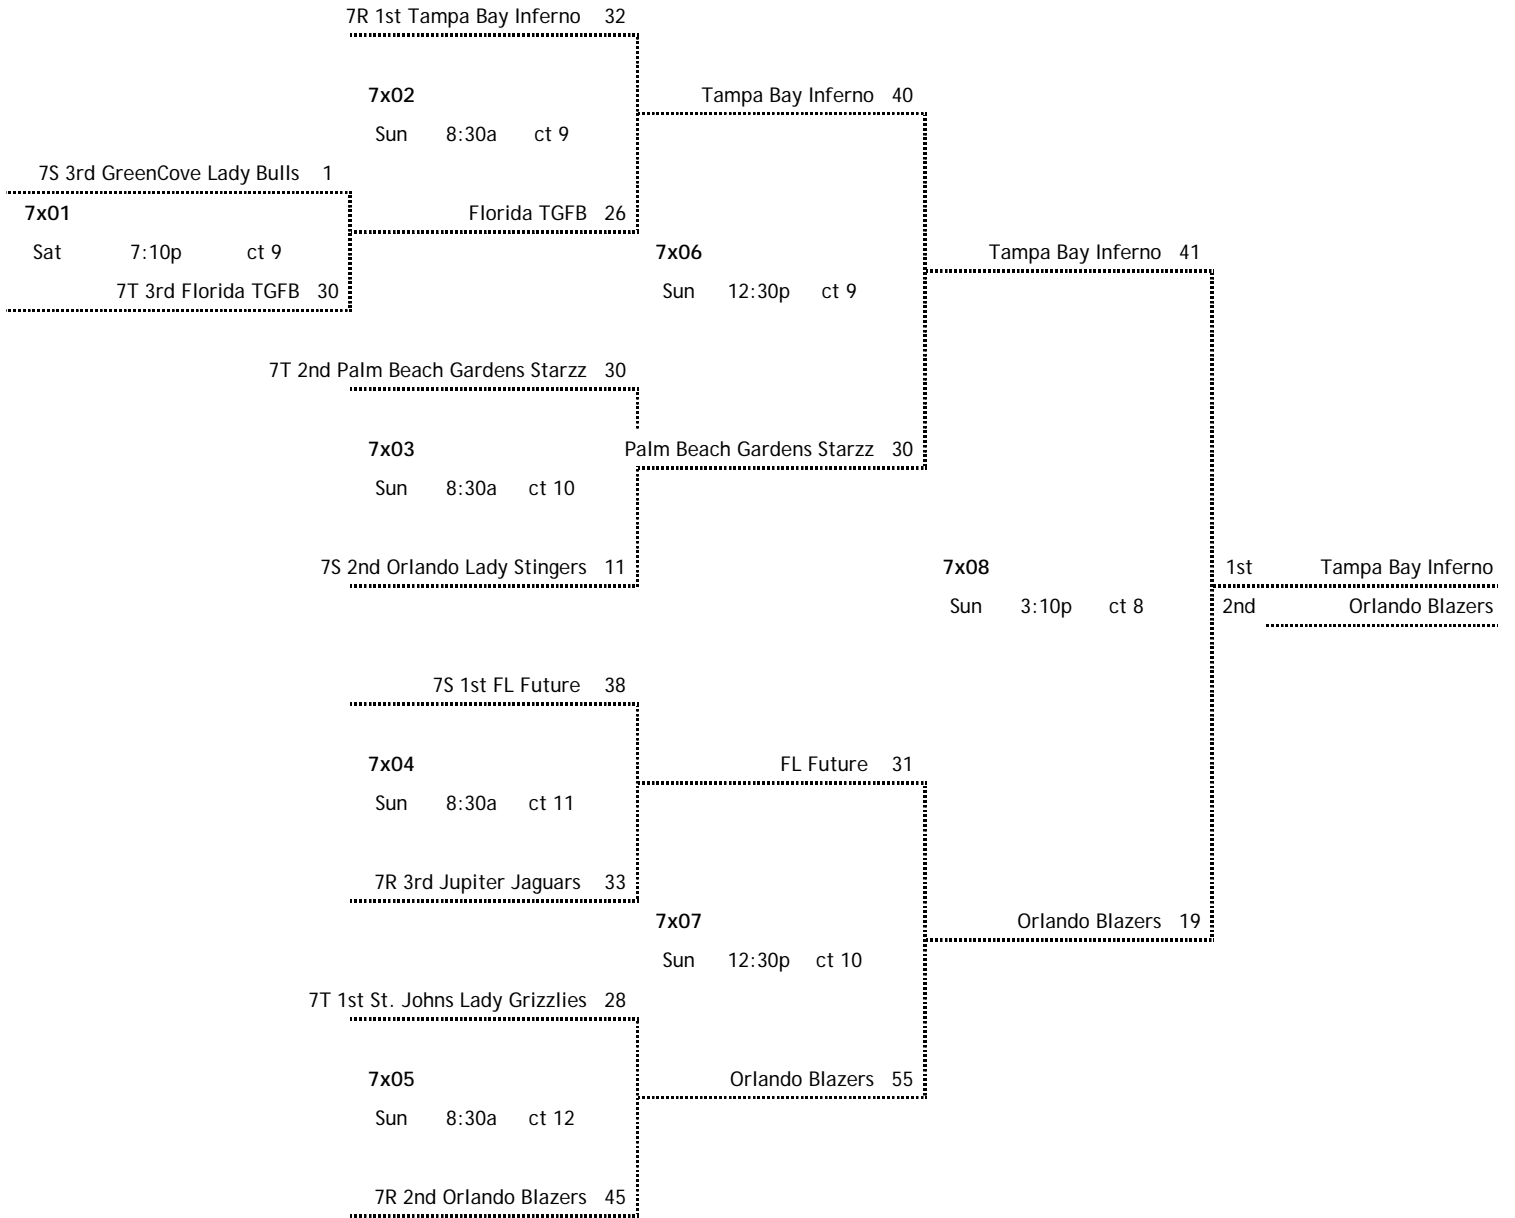 7R 1st Tampa Bay Inferno 32
7x02 Tampa Bay Inferno 40
Sun 8:30a ct 9
7S 3rd GreenCove Lady Bulls 1
7x01 Florida TGFB 26
Sat 7:10p ct 9 7x06 Tampa Bay Inferno 41
7T 3rd Florida TGFB 30 Sun 12:30p ct 9
7T 2nd Palm Beach Gardens Starzz 30
7x03 Palm Beach Gardens Starzz 30
Sun 8:30a ct 10
7S 2nd Orlando Lady Stingers 11 7x08 1st Tampa Bay Inferno
Sun 3:10p ct 8 2nd Orlando Blazers
7S 1st FL Future 38
7x04 FL Future 31
Sun 8:30a ct 11
7R 3rd Jupiter Jaguars 33
7x07 Orlando Blazers 19
Sun 12:30p ct 10
7T 1st St. Johns Lady Grizzlies 28
7x05 Orlando Blazers 55
Sun 8:30a ct 12
7R 2nd Orlando Blazers 45